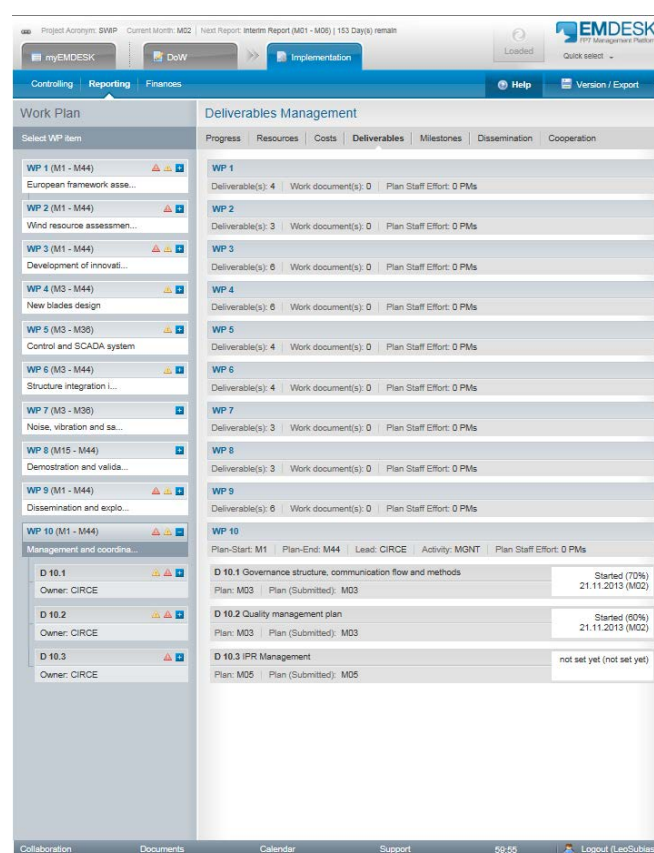 Project Acronym: SWIP Current Month: M02 | Next Report: Interim Report (M01 - M06) | 153 Day(s) remain
myEMDESK DoW Implementation
Loaded
EMDESK
FP7 Management Platform
Quick select
Controlling Reporting Finances Help Version / Export
Work Plan
Select WP item
WP 1 (M1 - M44)
European framework asse...
WP 2 (M1 - M44)
Wind resource assessmen...
WP 3 (M1 - M44)
Development of innovati...
WP 4 (M3 - M44)
New blades design
WP 5 (M3 - M36)
Control and SCADA system
WP 6 (M3 - M44)
Structure integration i...
WP 7 (M3 - M36)
Noise, vibration and sa...
WP 8 (M15 - M44)
Demostration and valida...
WP 9 (M1 - M44)
Dissemination and explo...
WP 10 (M1 - M44)
Management and coordina...
D 10.1
Owner: CIRCE
D 10.2
Owner: CIRCE
D 10.3
Owner: CIRCE
Deliverables Management
Progress Resources Costs Deliverables Milestones Dissemination Cooperation
WP 1
Deliverable(s): 4 | Work document(s): 0 | Plan Staff Effort: 0 PMs
WP 2
Deliverable(s): 3 | Work document(s): 0 | Plan Staff Effort: 0 PMs
WP 3
Deliverable(s): 6 | Work document(s): 0 | Plan Staff Effort: 0 PMs
WP 4
Deliverable(s): 6 | Work document(s): 0 | Plan Staff Effort: 0 PMs
WP 5
Deliverable(s): 4 | Work document(s): 0 | Plan Staff Effort: 0 PMs
WP 6
Deliverable(s): 4 | Work document(s): 0 | Plan Staff Effort: 0 PMs
WP 7
Deliverable(s): 3 | Work document(s): 0 | Plan Staff Effort: 0 PMs
WP 8
Deliverable(s): 3 | Work document(s): 0 | Plan Staff Effort: 0 PMs
WP 9
Deliverable(s): 6 | Work document(s): 0 | Plan Staff Effort: 0 PMs
WP 10
Plan-Start: M1 | Plan-End: M44 | Lead: CIRCE | Activity: MGNT | Plan Staff Effort: 0 PMs
D 10.1 Governance structure, communication flow and methods
Plan: M03 | Plan (Submitted): M03
Started (70%)
21.11.2013 (M02)
D 10.2 Quality management plan
Plan: M03 | Plan (Submitted): M03
Started (60%)
21.11.2013 (M02)
D 10.3 IPR Management
Plan: M05 | Plan (Submitted): M05
not set yet (not set yet)
Collaboration Documents Calendar Support 59:55 Logout (LeoSubias